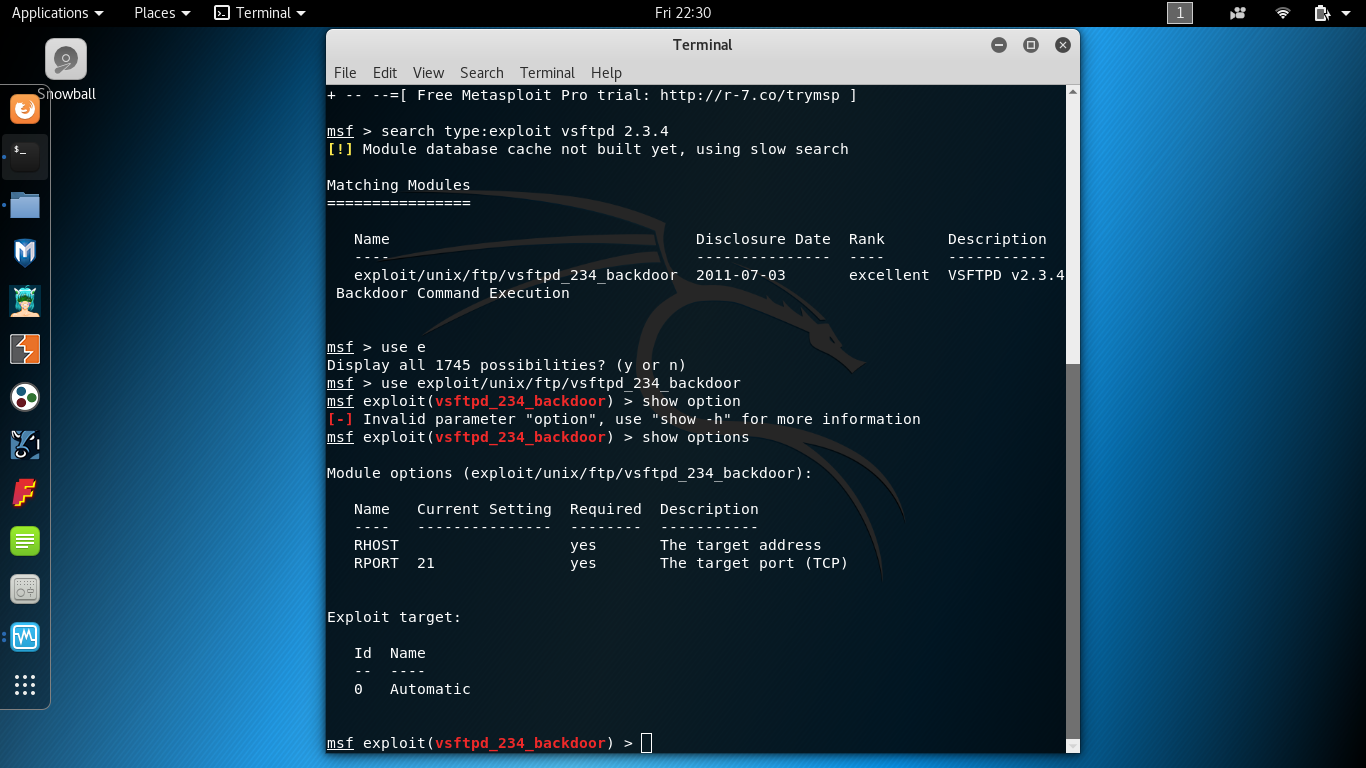 Applications Places Terminal Fri 22:30 1
Snowball
Terminal
File Edit View Search Terminal Help
+ -- --=[ Free Metasploit Pro trial: http://r-7.co/trymsp ]
msf > search type:exploit vsftpd 2.3.4
[!] Module database cache not built yet, using slow search
Matching Modules
================
Name Disclosure Date Rank Description
---- --------------- ---- -----------
exploit/unix/ftp/vsftpd_234_backdoor 2011-07-03 excellent VSFTPD v2.3.4
Backdoor Command Execution
msf > use e
Display all 1745 possibilities? (y or n)
msf > use exploit/unix/ftp/vsftpd_234_backdoor
msf exploit(vsftpd_234_backdoor) > show option
[-] Invalid parameter "option", use "show -h" for more information
msf exploit(vsftpd_234_backdoor) > show options
Module options (exploit/unix/ftp/vsftpd_234_backdoor):
Name Current Setting Required Description
---- --------------- -------- -----------
RHOST yes The target address
RPORT 21 yes The target port (TCP)
Exploit target:
Id Name
-- ----
0 Automatic
msf exploit(vsftpd_234_backdoor) >